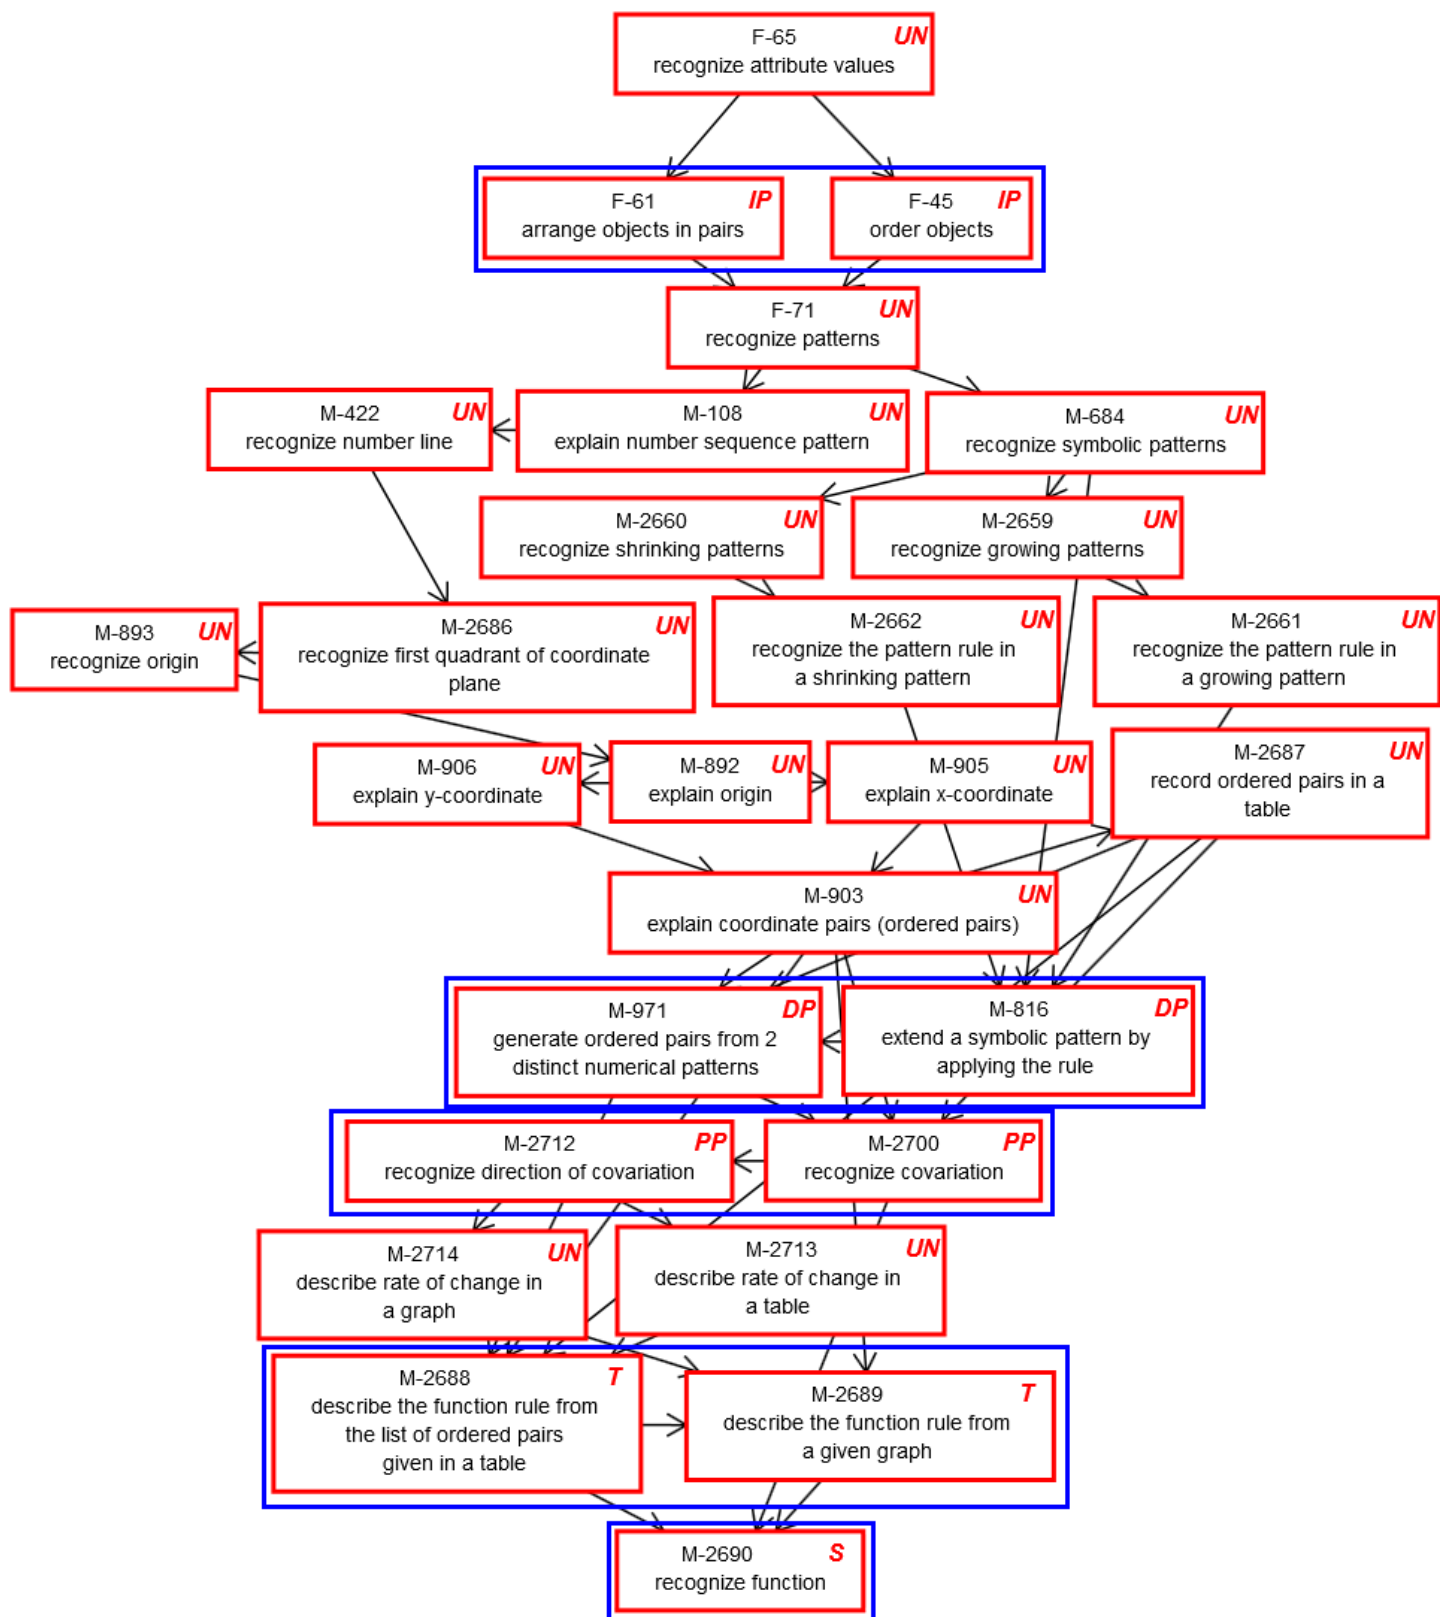 F-65 UN
recognize attribute values
F-61 IP
arrange objects in pairs
F-45 IP
order objects
F-71 UN
recognize patterns
M-422 UN
recognize number line
M-108 UN
explain number sequence pattern
M-684 UN
recognize symbolic patterns
M-2660 UN
recognize shrinking patterns
M-2659 UN
recognize growing patterns
M-893 UN
recognize origin
M-2686 UN
recognize first quadrant of coordinate
plane
M-2662 UN
recognize the pattern rule in
a shrinking pattern
M-2661 UN
recognize the pattern rule in
a growing pattern
M-906 UN
explain y-coordinate
M-892 UN
explain origin
M-905 UN
explain x-coordinate
M-2687 UN
record ordered pairs in a
table
M-903 UN
explain coordinate pairs (ordered pairs)
M-971 DP
generate ordered pairs from 2
distinct numerical patterns
M-816 DP
extend a symbolic pattern by
applying the rule
M-2712 PP
recognize direction of covariation
M-2700 PP
recognize covariation
M-2714 UN
describe rate of change in
a graph
M-2713 UN
describe rate of change in
a table
M-2688 T
describe the function rule from
the list of ordered pairs
given in a table
M-2689 T
describe the function rule from
a given graph
M-2690 S
recognize function